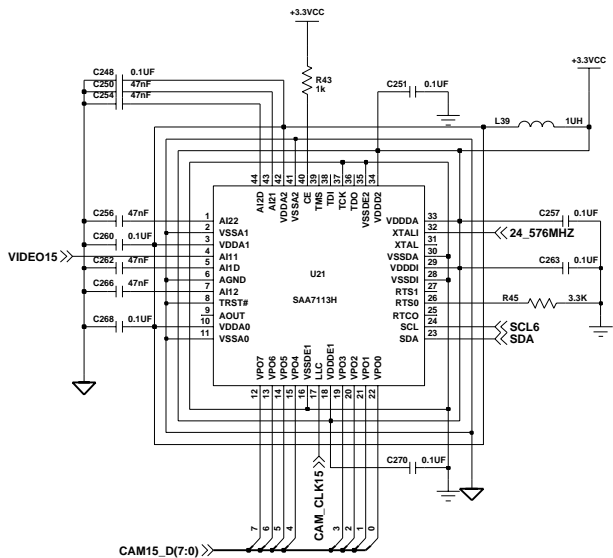 +3.3VCC
+3.3VCC
C248 0.1UF
C250 47nF
C254 47nF
R43
1k
C251 0.1UF
L39 1UH
44 43 42 41 40 39 38 37 36 35 34
AI2D AI21 VDDA2 VSSA2 CE TMS TDI TCK TDO VSSDE2 VDDD2
C256 47nF
C260 0.1UF
VIDEO15
C262 47nF
C266 47nF
C268 0.1UF
1 AI22
2 VSSA1
3 VDDA1
4 AI11
5 AI1D
6 AGND
7 AI12
8 TRST#
9 AOUT
10 VDDA0
11 VSSA0
U21
SAA7113H
VDDDA 33
XTALI 32
XTAL 31
VSSDA 30
VDDDI 29
VSSDI 28
RTS1 27
RTS0 26
RTCO 25
SCL 24
SDA 23
C257 0.1UF
24_576MHZ
C263 0.1UF
R45 3.3K
SCL6
SDA
VPO7 VPO6 VPO5 VPO4 VSSDE1 LLC VDDDE1 VPO3 VPO2 VPO1 VPO0
12 13 14 15 16 17 18 19 20 21 22
C270 0.1UF
CAM_CLK15
7 6 5 4 3 2 1 0
CAM15_D(7:0)